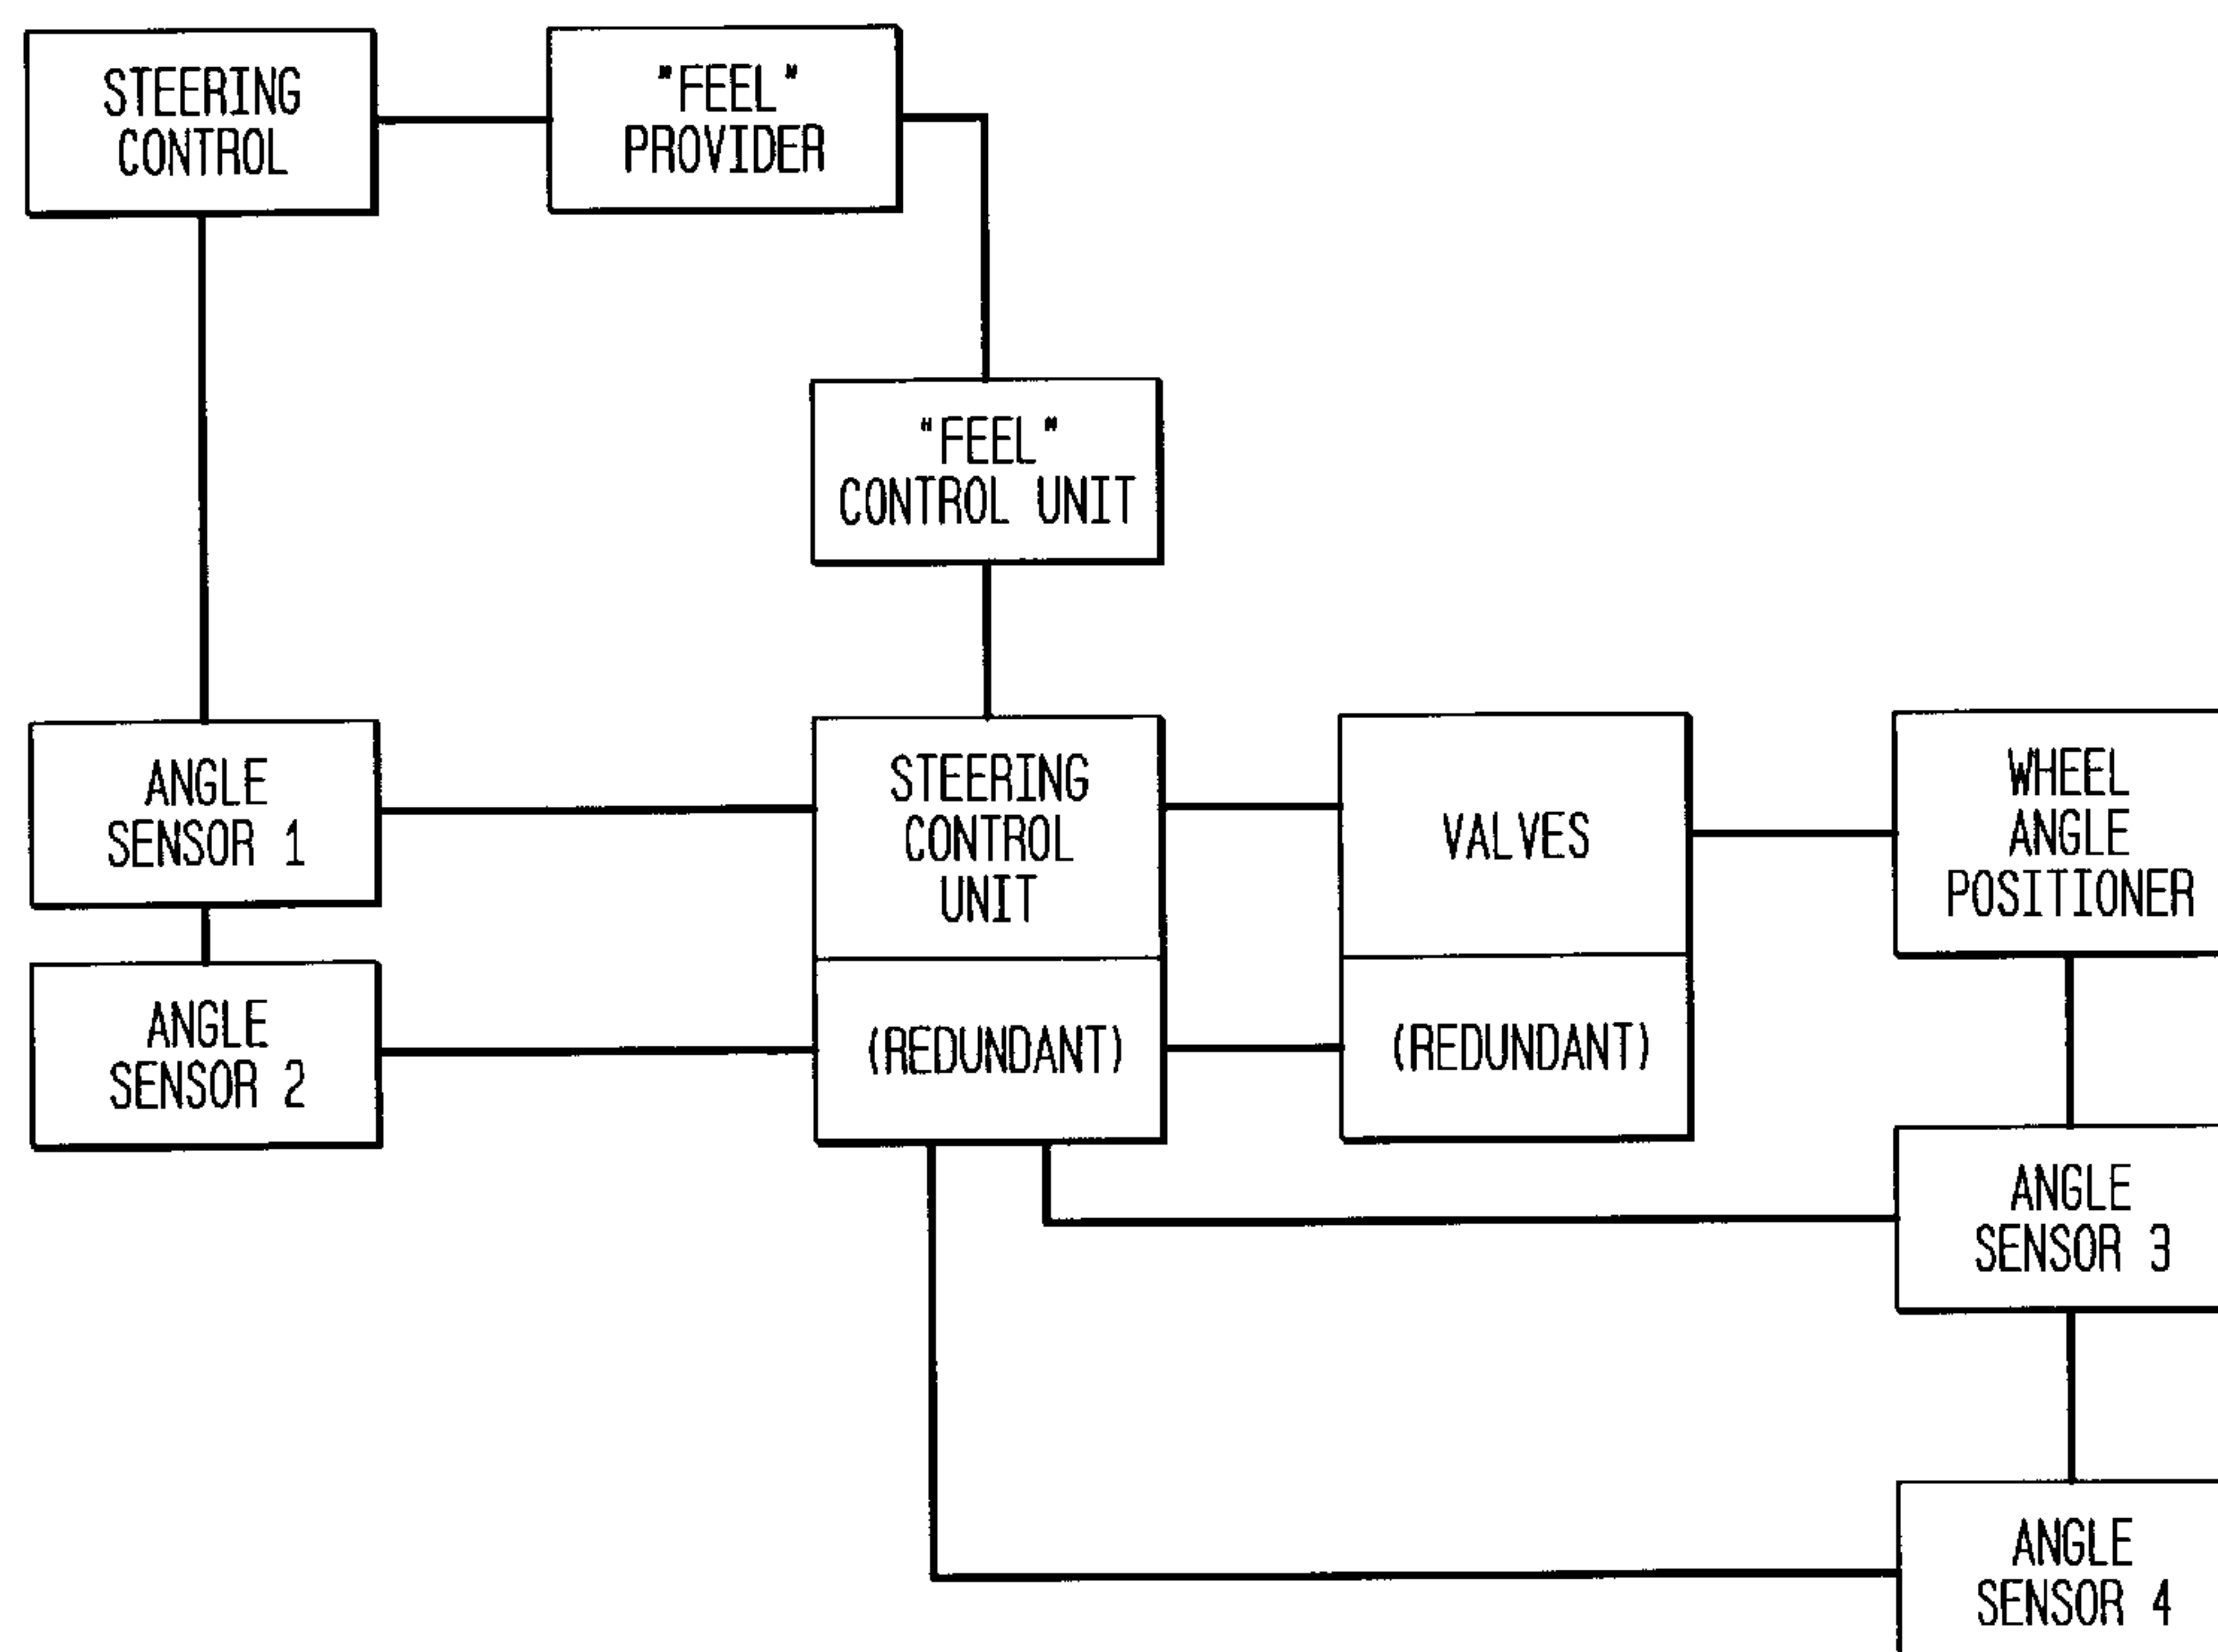 STEERING
CONTROL
"FEEL"
PROVIDER
"FEEL"
CONTROL UNIT
ANGLE
SENSOR 1
STEERING
CONTROL
UNIT
VALVES
WHEEL
ANGLE
POSITIONER
ANGLE
SENSOR 2
(REDUNDANT)
(REDUNDANT)
ANGLE
SENSOR 3
ANGLE
SENSOR 4